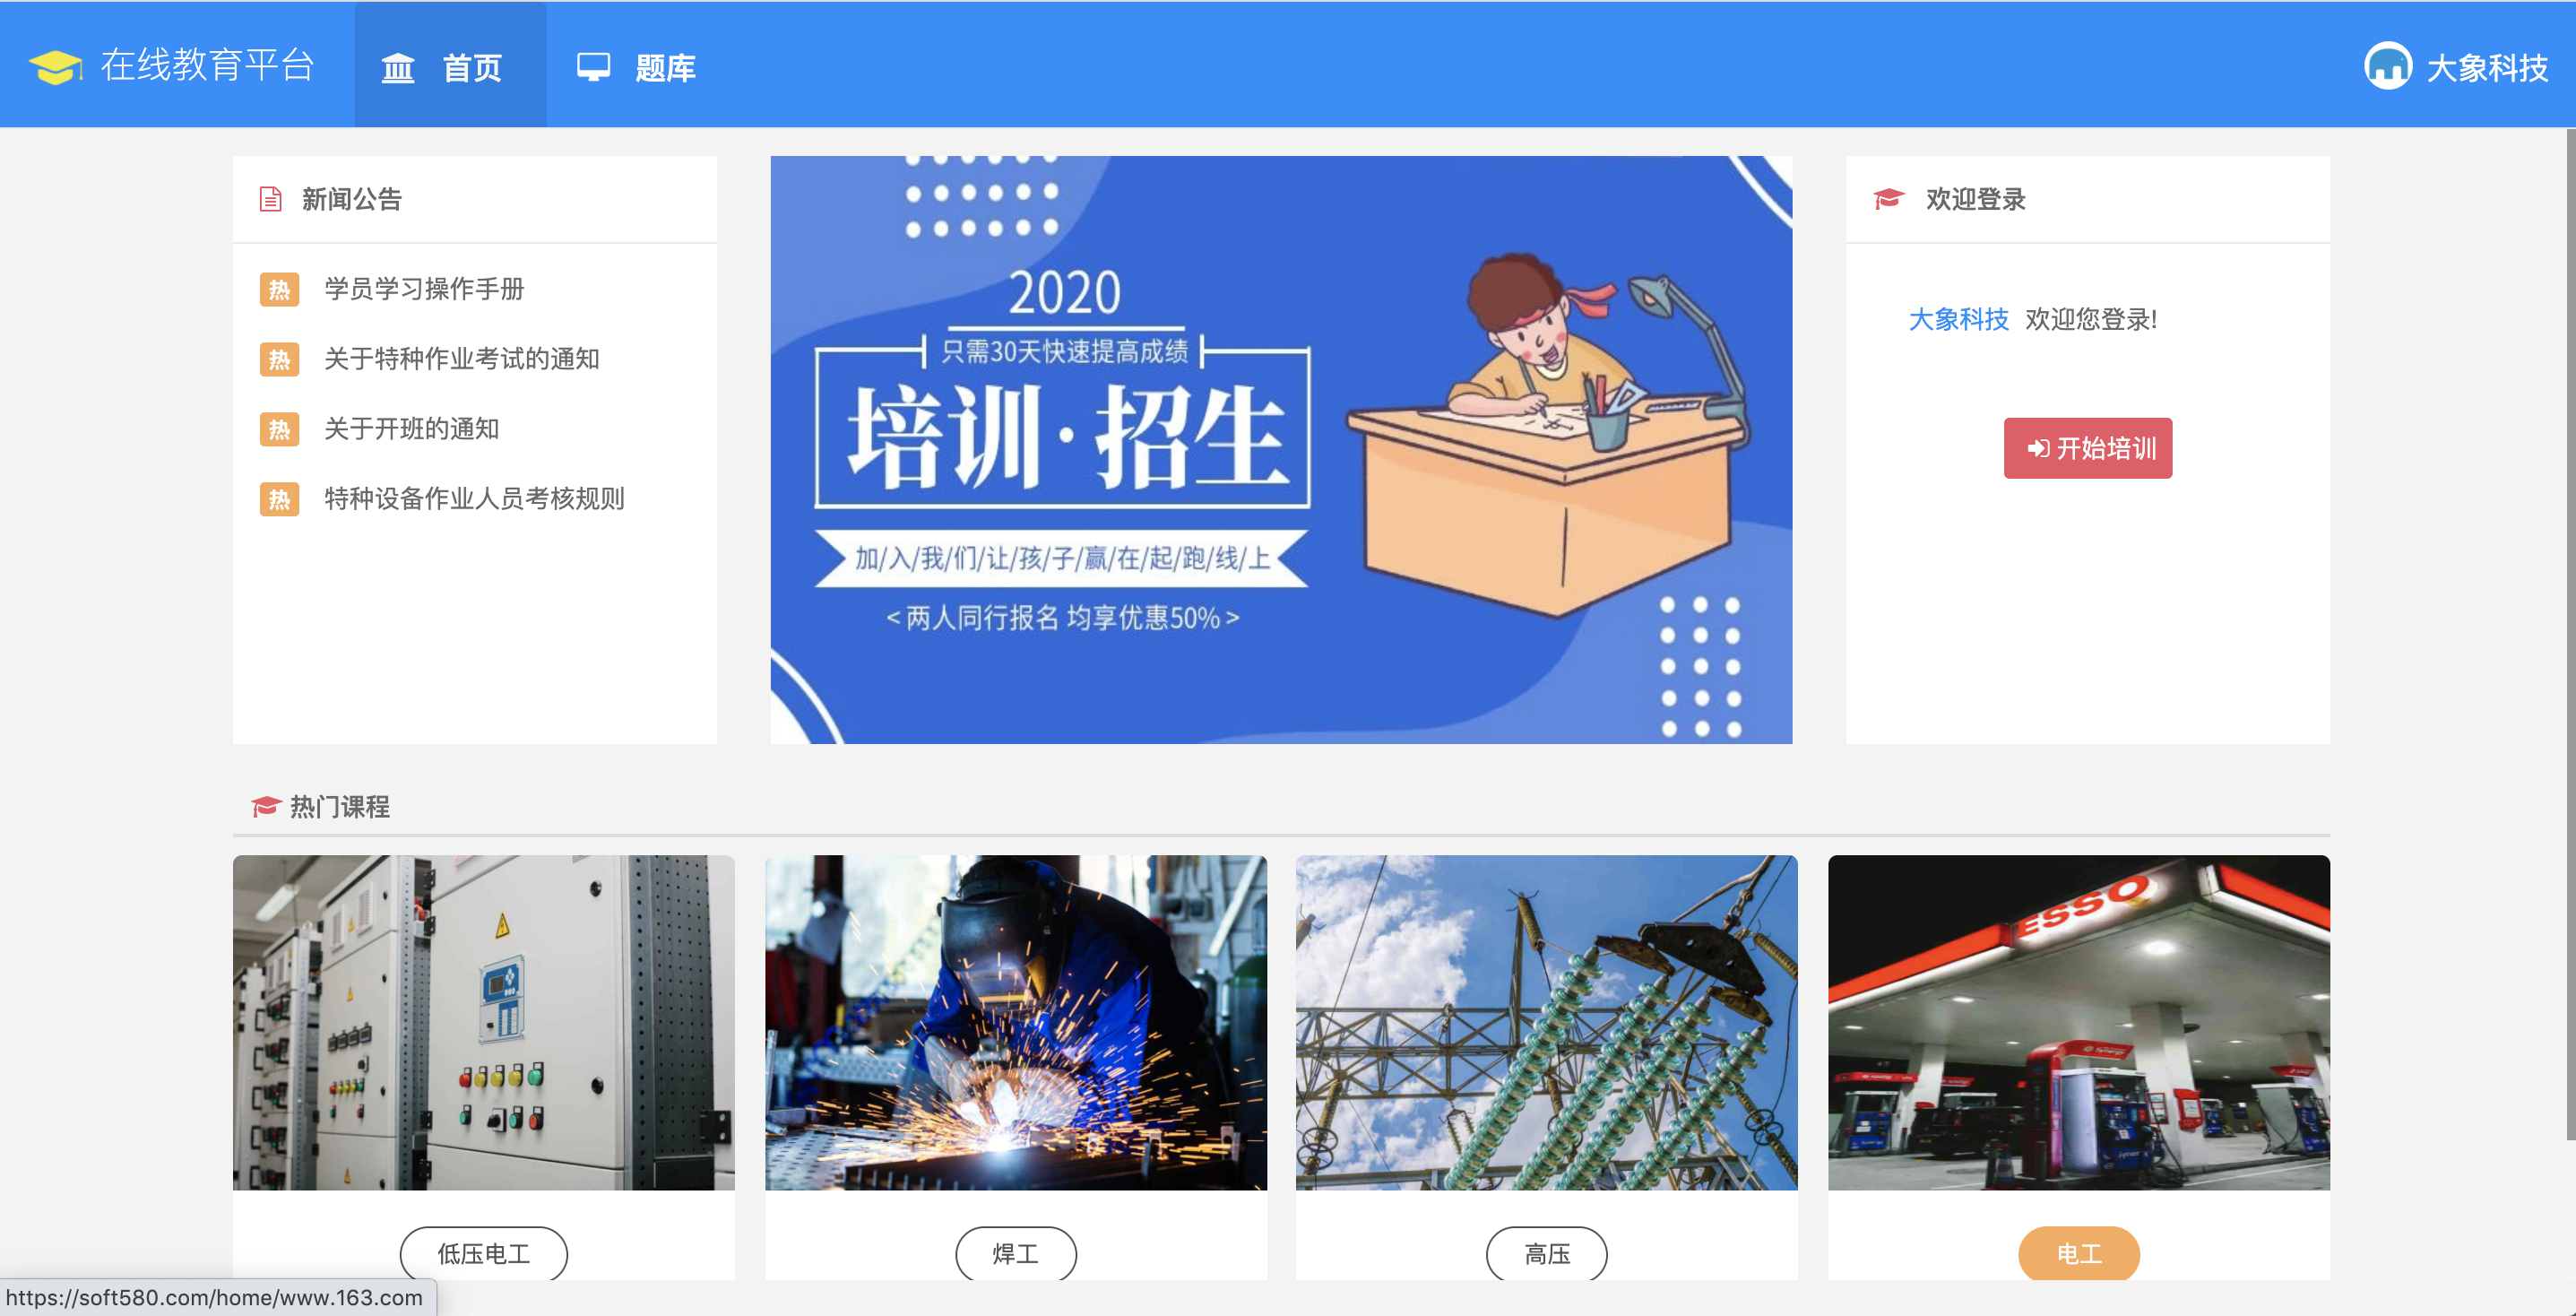 在线教育平台
首页
题库
大象科技
新闻公告
热 学员学习操作手册
热 关于特种作业考试的通知
热 关于开班的通知
热 特种设备作业人员考核规则
2020
只需30天快速提高成绩
培训·招生
加/入/我/们/让/孩/子/赢/在/起/跑/线/上
<两人同行报名 均享优惠50%>
欢迎登录
大象科技 欢迎您登录!
开始培训
热门课程
ESSO
低压电工
焊工
高压
电工
https://soft580.com/home/www.163.com